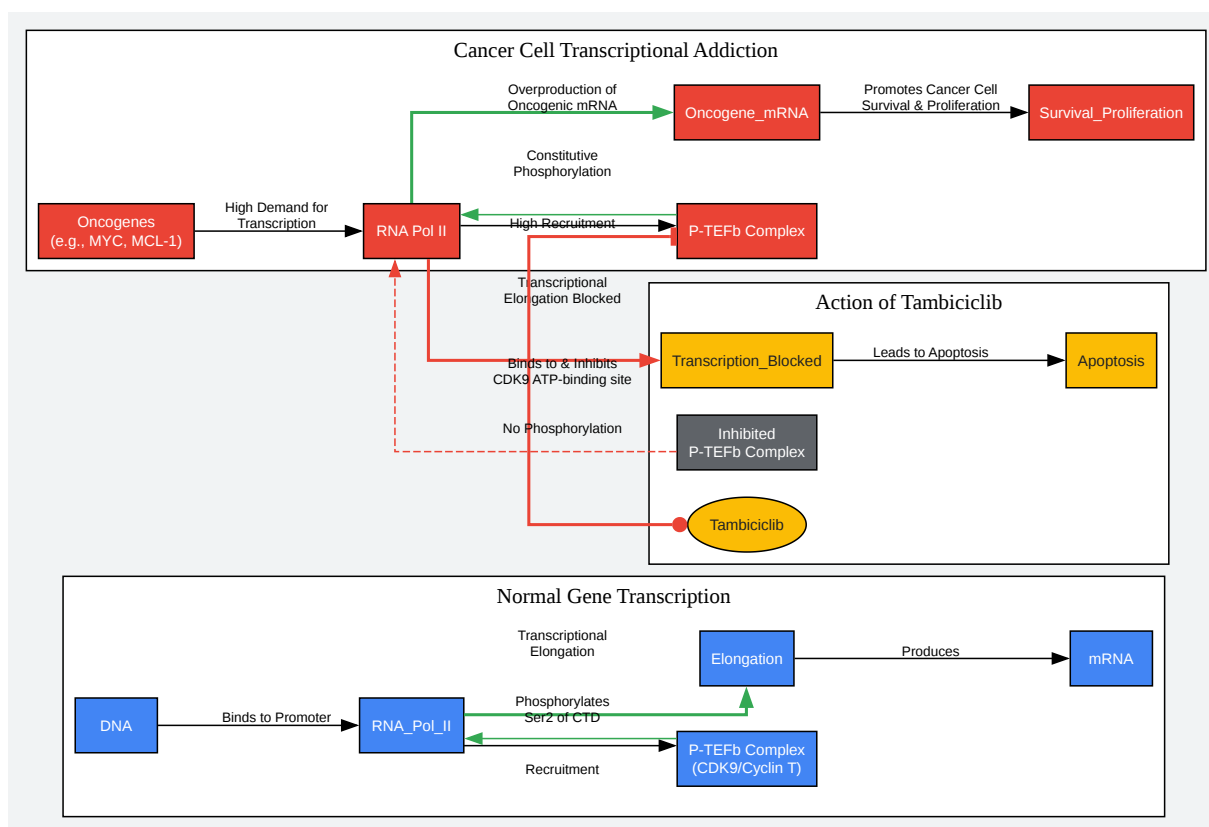 Cancer Cell Transcriptional Addiction
Overproduction of
Oncogenic mRNA
Oncogene_mRNA
Promotes Cancer Cell
Survival & Proliferation
Survival_Proliferation
Constitutive
Phosphorylation
Oncogenes
(e.g., MYC, MCL-1)
High Demand for
Transcription
RNA Pol II
High Recruitment
P-TEFb Complex
Transcriptional
Elongation Blocked
Action of Tambiciclib
Binds to & Inhibits
CDK9 ATP-binding site
Transcription_Blocked
Leads to Apoptosis
Apoptosis
No Phosphorylation
Inhibited
P-TEFb Complex
Tambiciclib
Normal Gene Transcription
Transcriptional
Elongation
Elongation
Produces
mRNA
DNA
Binds to Promoter
RNA_Pol_II
Phosphorylates
Ser2 of CTD
Recruitment
P-TEFb Complex
(CDK9/Cyclin T)